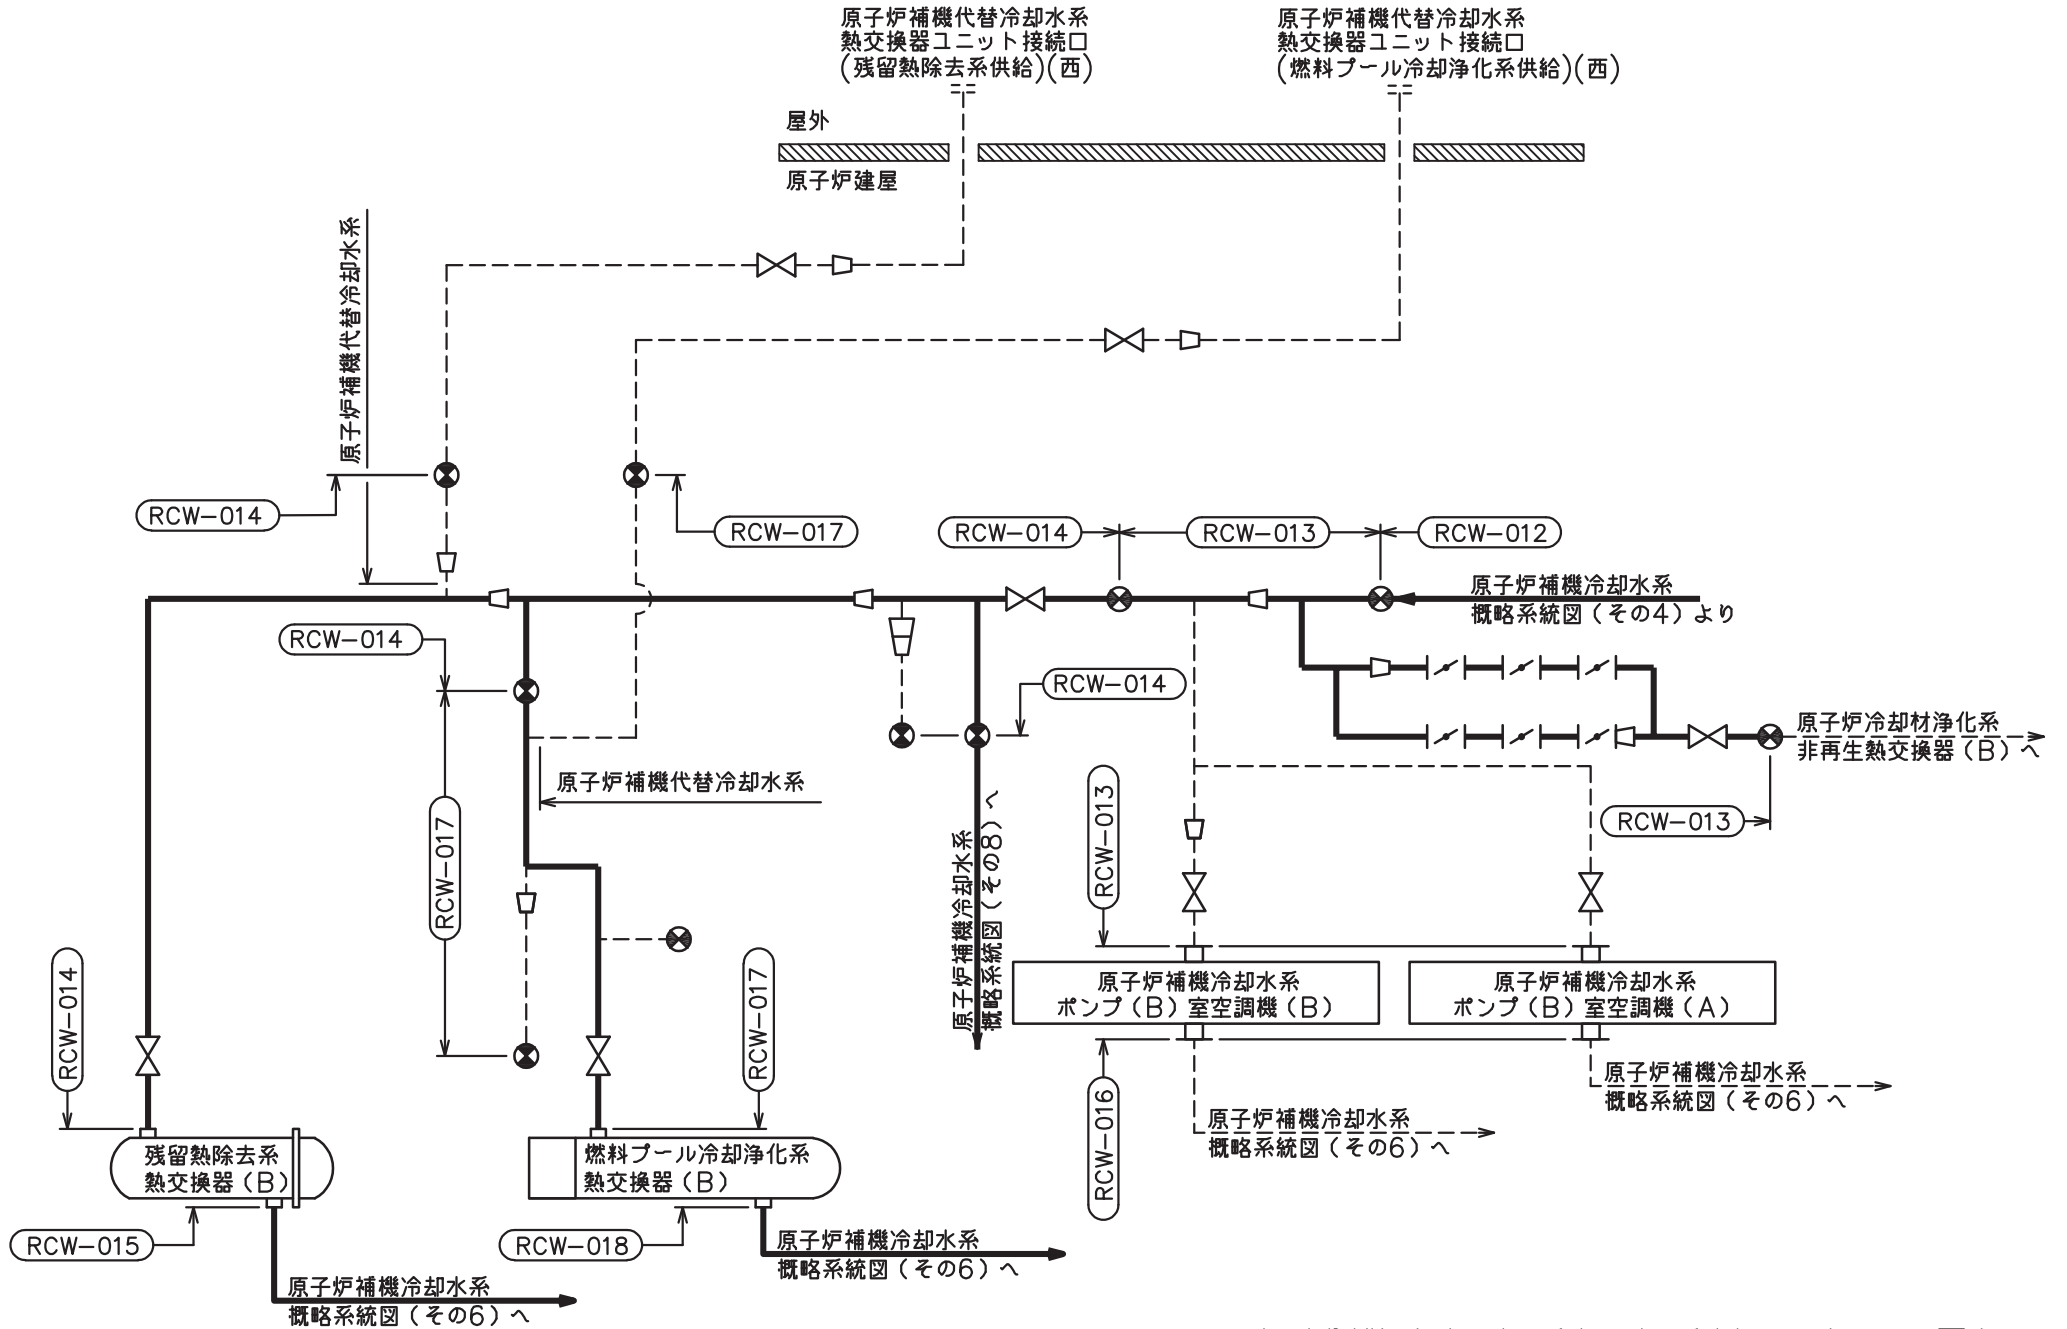 原子炉補機代替冷却水系
熱交換器ユニット接続口
(残留熱除去系供給)(西)
原子炉補機代替冷却水系
熱交換器ユニット接続口
(燃料プール冷却浄化系供給)(西)
屋外
原子炉建屋
原子炉補機代替冷却水系
RCW-014
RCW-017
RCW-014
RCW-013
RCW-012
原子炉補機冷却水系
概略系統図(その4)より
RCW-014
RCW-014
原子炉冷却材浄化系
非再生熱交換器(B)へ
原子炉補機代替冷却水系
RCW-013
RCW-013
RCW-017
原子炉補機冷却水系
概略系統図(その8)へ
RCW-014
RCW-017
原子炉補機冷却水系
ポンプ(B)室空調機(B)
原子炉補機冷却水系
ポンプ(B)室空調機(A)
原子炉補機冷却水系
概略系統図(その6)へ
RCW-016
原子炉補機冷却水系
概略系統図(その6)へ
残留熱除去系
熱交換器(B)
燃料プール冷却浄化系
熱交換器(B)
RCW-015
RCW-018
原子炉補機冷却水系
概略系統図(その6)へ
原子炉補機冷却水系
概略系統図(その6)へ